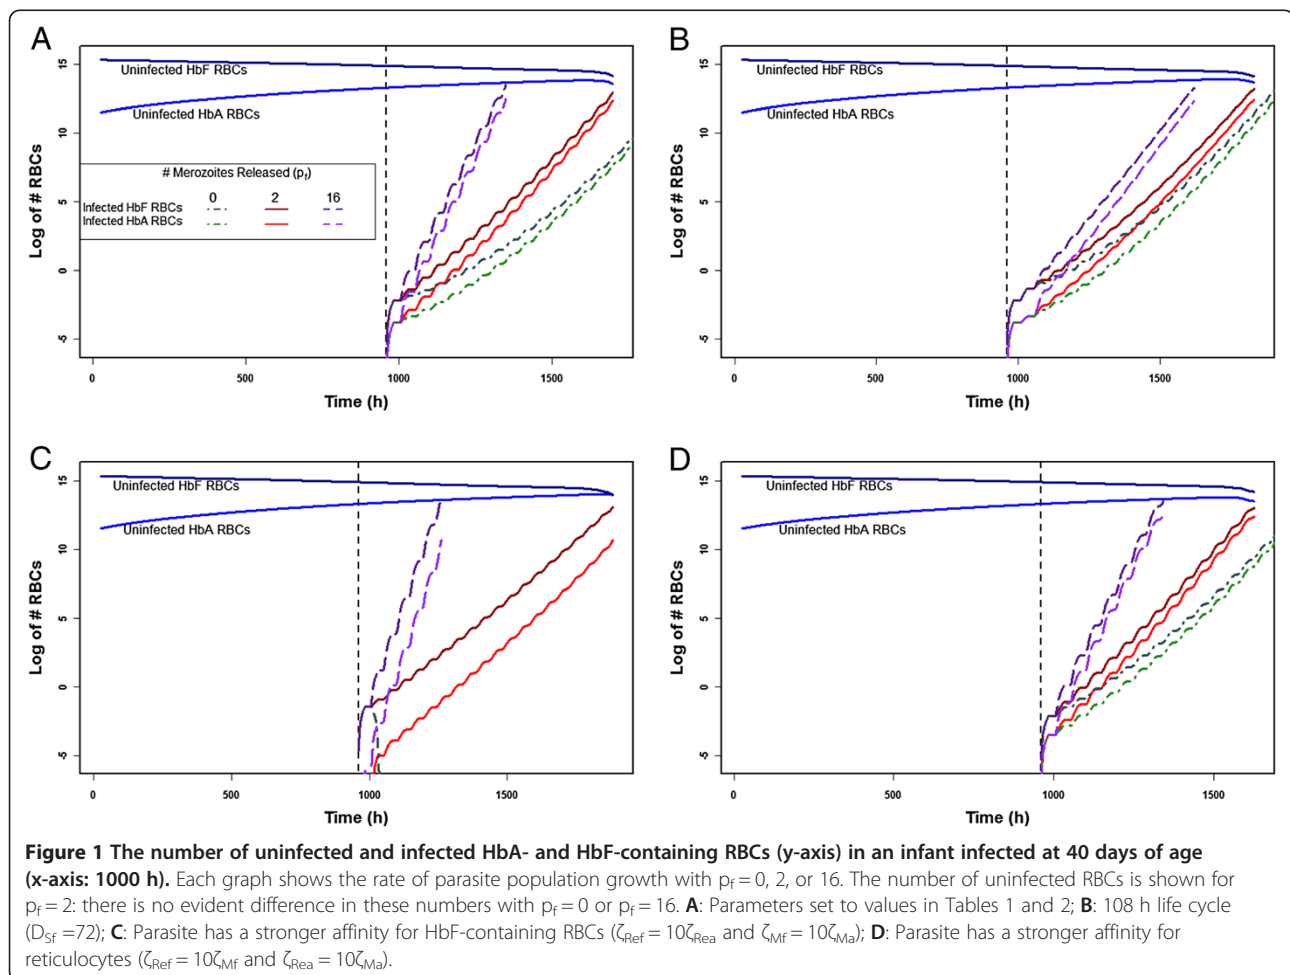 A
Log of # RBCs
15
10
5
0
-5
Uninfected HbF RBCs
Uninfected HbA RBCs
# Merozoites Released (pf)
0 2 16
Infected HbF RBCs
Infected HbA RBCs
0 500 1000 1500
Time (h)
B
Log of # RBCs
15
10
5
0
-5
Uninfected HbF RBCs
Uninfected HbA RBCs
0 500 1000 1500
Time (h)
C
Log of # RBCs
15
10
5
0
-5
Uninfected HbF RBCs
Uninfected HbA RBCs
0 500 1000 1500
Time (h)
D
Log of # RBCs
15
10
5
0
-5
Uninfected HbF RBCs
Uninfected HbA RBCs
0 500 1000 1500
Time (h)
Figure 1 The number of uninfected and infected HbA- and HbF-containing RBCs (y-axis) in an infant infected at 40 days of age
(x-axis: 1000 h). Each graph shows the rate of parasite population growth with pf = 0, 2, or 16. The number of uninfected RBCs is shown for
pf = 2: there is no evident difference in these numbers with pf = 0 or pf = 16. A: Parameters set to values in Tables 1 and 2; B: 108 h life cycle
(DSf =72); C: Parasite has a stronger affinity for HbF-containing RBCs (ζRef = 10ζRea and ζMf = 10ζMa); D: Parasite has a stronger affinity for
reticulocytes (ζRef = 10ζMf and ζRea = 10ζMa).